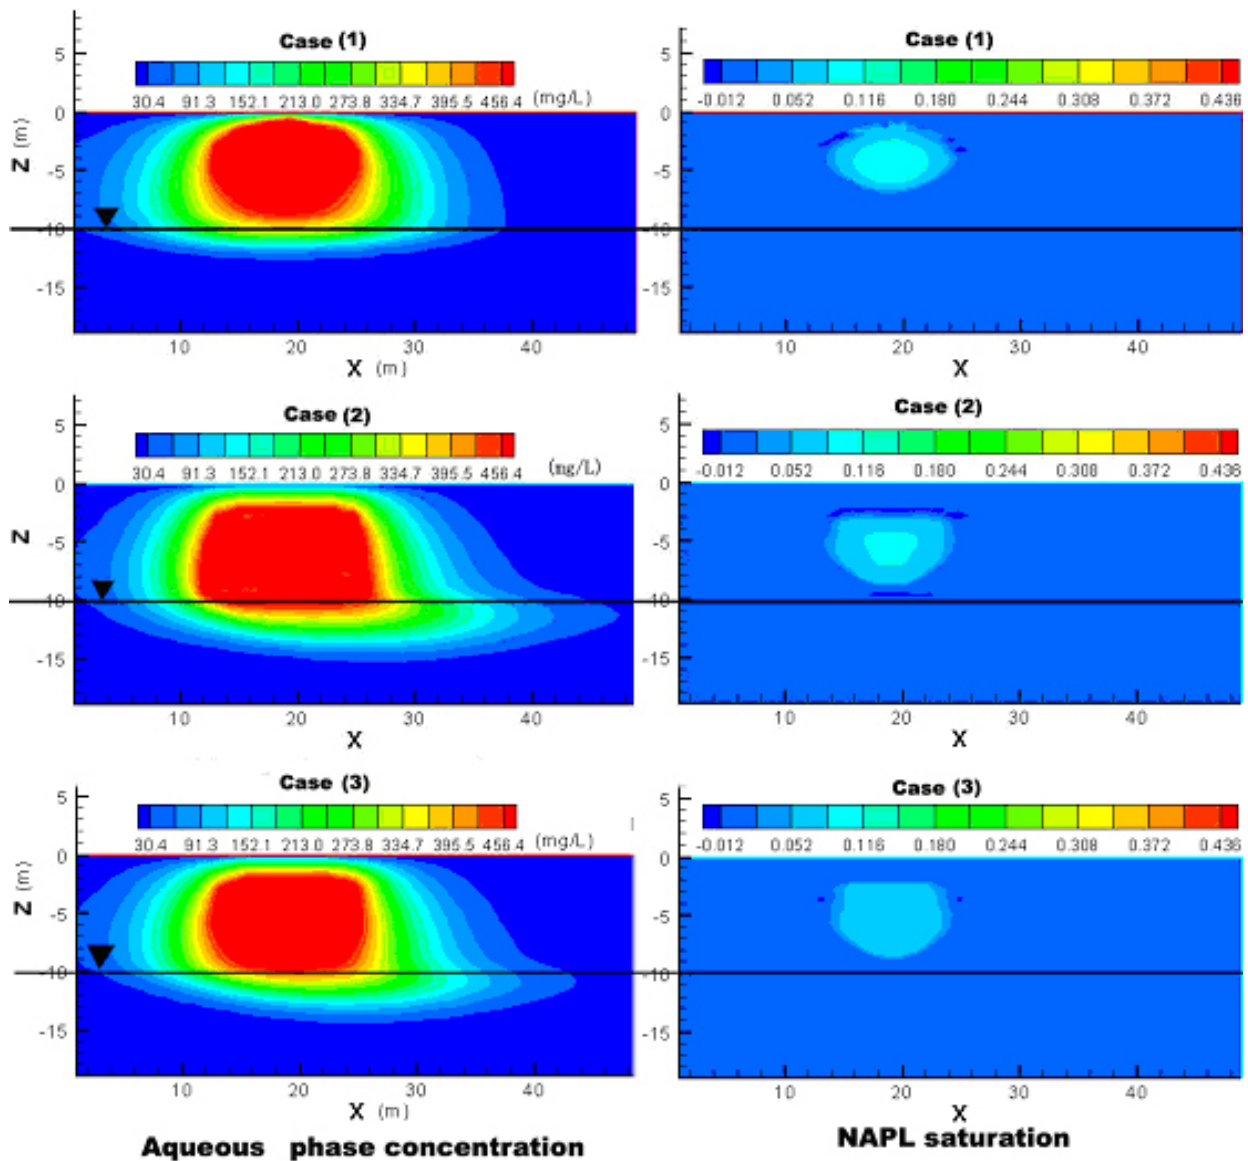 Case (1)
30.4 91.3 152.1 213.0 273.8 334.7 395.5 456.4 (mg/L)
5
0
-5
-10
-15
Z (m)
10 20 30 40
X (m)
Case (1)
-0.012 0.052 0.116 0.180 0.244 0.308 0.372 0.436
5
0
-5
-10
-15
10 20 30 40
X
Case (2)
30.4 91.3 152.1 213.0 273.8 334.7 395.5 456.4 (mg/L)
5
0
-5
-10
-15
Z
10 20 30 40
X
Case (2)
-0.012 0.052 0.116 0.180 0.244 0.308 0.372 0.436
5
0
-5
-10
-15
10 20 30 40
X
Case (3)
30.4 91.3 152.1 213.0 273.8 334.7 395.5 456.4 (mg/L)
5
0
-5
-10
-15
Z (m)
10 20 30 40
X (m)
Case (3)
-0.012 0.052 0.116 0.180 0.244 0.308 0.372 0.436
5
0
-5
-10
-15
10 20 30 40
X
Aqueous phase concentration
NAPL saturation